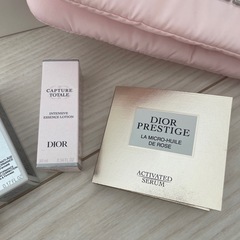 CAPTURE
TOTALE
INTENSIVE
ESSENCE LOTION
DIOR
DIOR
PRESTIGE
LA MICRO-HUILE
DE ROSE
ACTIVATED
SERUM